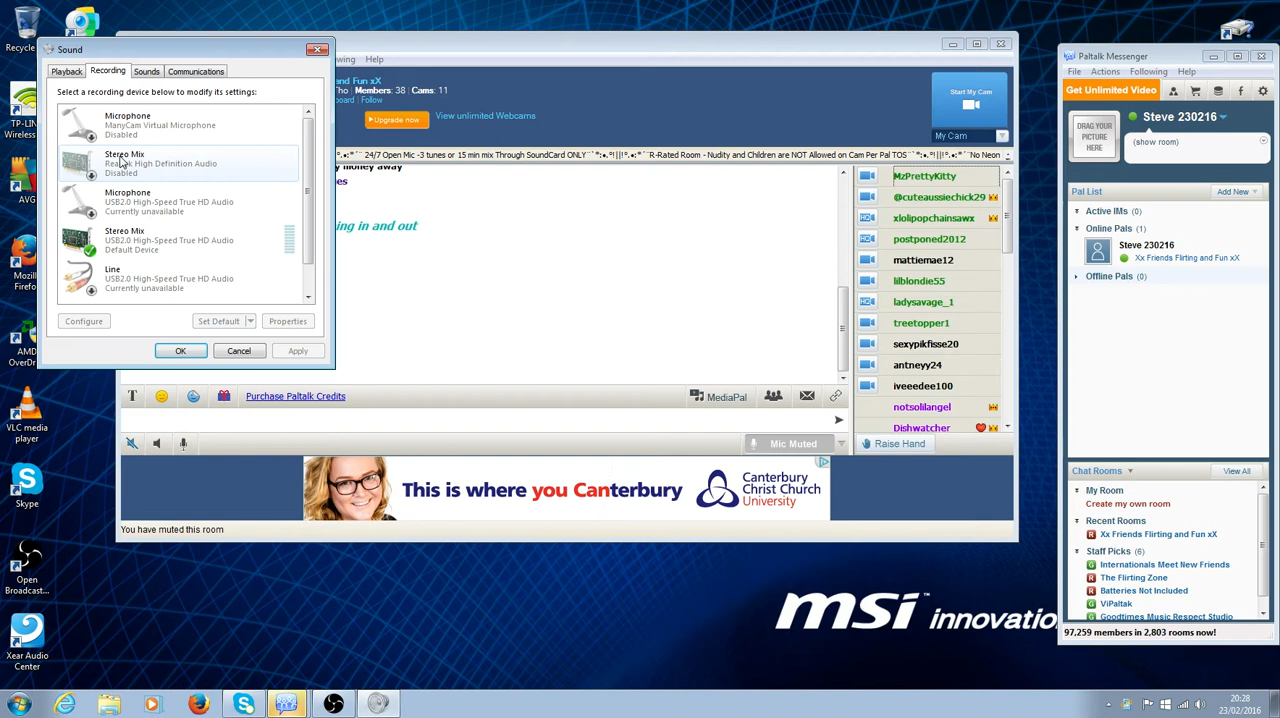 Recycle
TP-LIN
Wireless
AVG
Mozill
Firefo
AMD
OverDr
VLC media
player
Skype
Open
Broadcast...
Xear Audio
Center
Sound
Playback
Recording
Sounds
Communications
Select a recording device below to modify its settings:
Microphone
ManyCam Virtual Microphone
Disabled
Stereo Mix
High Definition Audio
Disabled
Microphone
USB2.0 High-Speed True HD Audio
Currently unavailable
Stereo Mix
USB2.0 High-Speed True HD Audio
Default Device
Line
USB2.0 High-Speed True HD Audio
Currently unavailable
Configure
Set Default
Properties
OK
Cancel
Apply
wing Help
and Fun xX
Tho | Members: 38 | Cams: 11
board | Follow
Upgrade now
View unlimited Webcams
START MY CAM
My Cam
*°•.•:*¨ 24/7 Open Mic -3 tunes or 15 min mix Through SoundCard ONLY
R-Rated Room - Nudity and Children are NOT Allowed on Cam Per Pal TOS
No Neon
money away
es
ing in and out
MzPrettyKitty
@cuteaussiechick29
xlolipopchainsawx
postponed2012
mattiemae12
lilblondie55
ladysavage_1
treetopper1
sexypikfisse20
antneyy24
iveeedee100
notsolilangel
Dishwatcher
T
Purchase Paltalk Credits
MediaPal
Mic Muted
Raise Hand
This is where you Canterbury
Canterbury
Christ Church
University
You have muted this room
msi innovation
Paltalk Messenger
File Actions Following Help
Get Unlimited Video
DRAG YOUR
PICTURE
HERE
Steve 230216
(show room)
Pal List
Add New
Active IMs (0)
Online Pals (1)
Steve 230216
Xx Friends Flirting and Fun xX
Offline Pals (0)
Chat Rooms
View All
My Room
Create my own room
Recent Rooms
R Xx Friends Flirting and Fun xX
Staff Picks (6)
G Internationals Meet New Friends
R The Flirting Zone
R Batteries Not Included
G ViPaltak
G Goodtimes Music Respect Studio
97,259 members in 2,803 rooms now!
20:28
23/02/2016